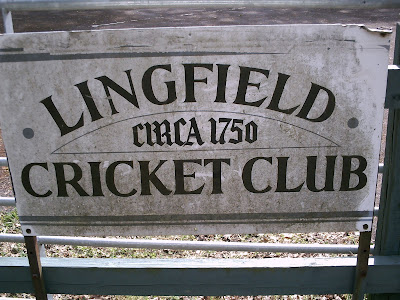 LINGFIELD
CIRCA 1750
CRICKET CLUB